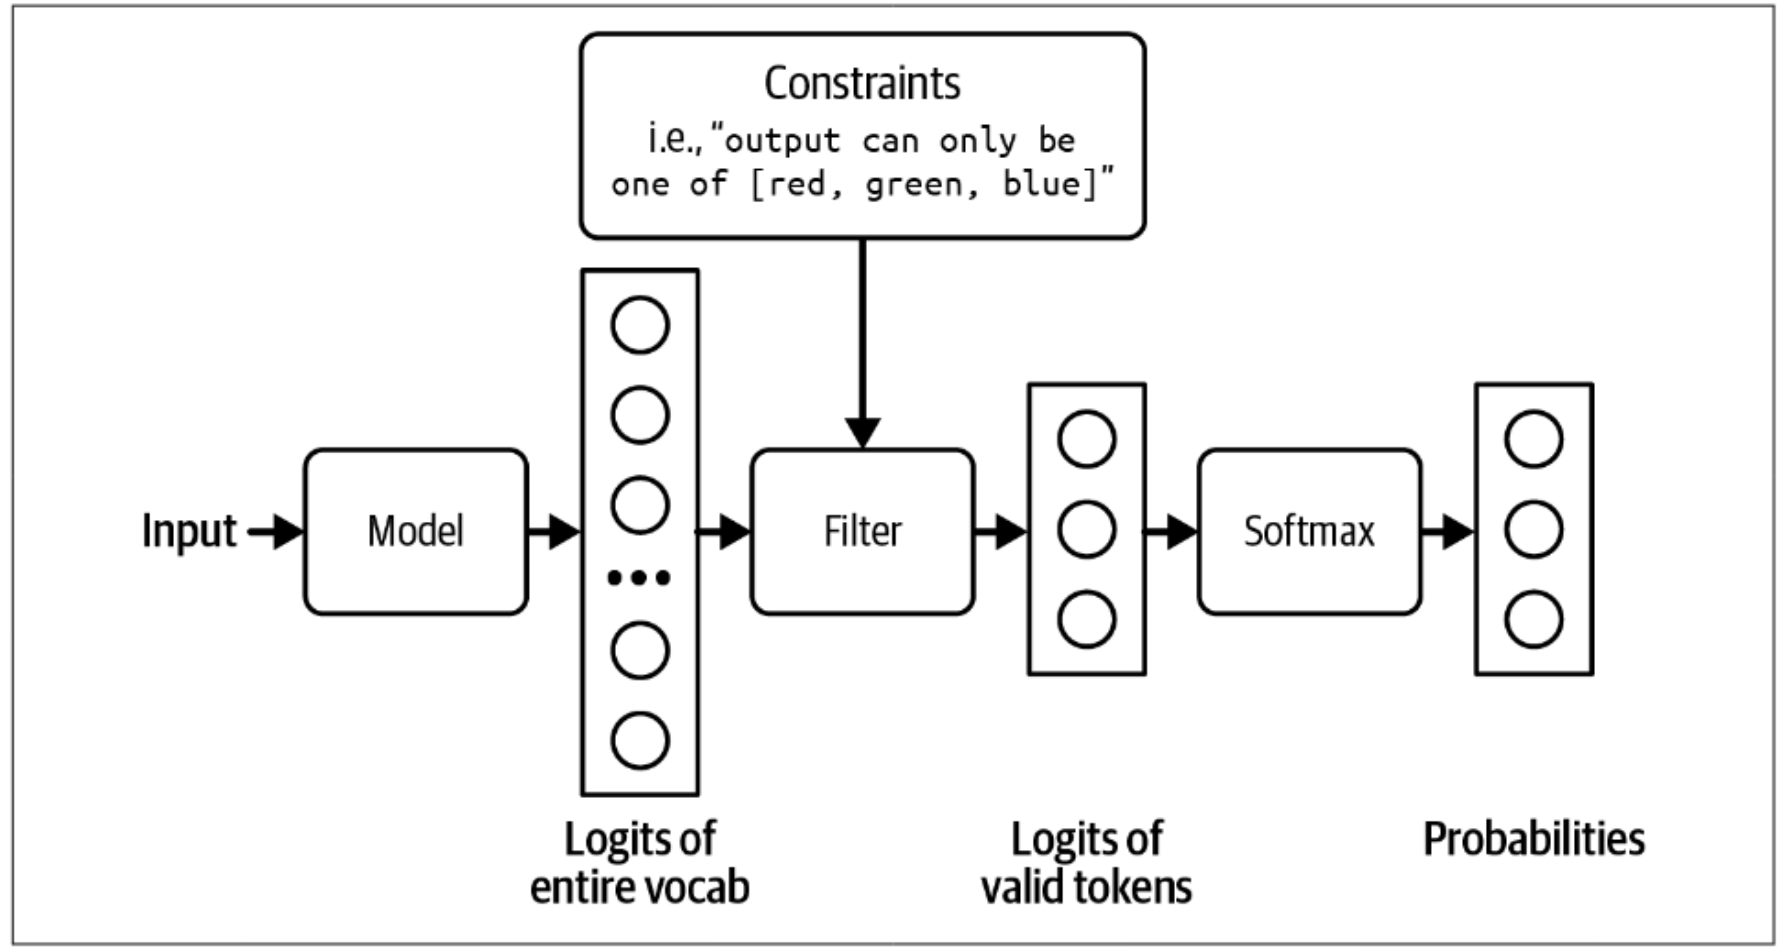 Constraints
i.e., “output can only be
one of [red, green, blue]”
Input
Model
Filter
Softmax
Logits of
entire vocab
Logits of
valid tokens
Probabilities